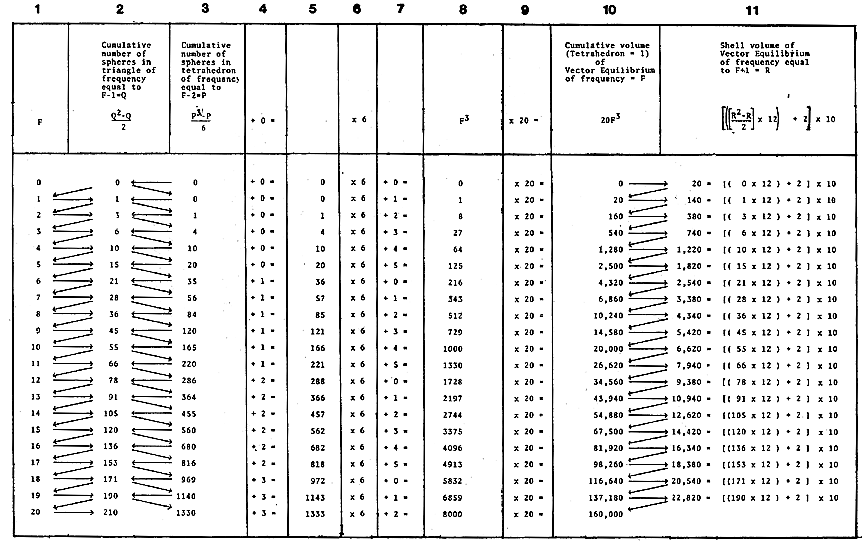 1 2 3 4 5 6 7 8 9 10 11
Cumulative number of spheres in triangle of frequency equal to F-1=Q
Cumulative number of spheres in tetrahedron of frequency equal to F-2=P
Cumulative volume (Tetrahedron = 1) of Vector Equilibrium of frequency = F
Shell volume of Vector Equilibrium of frequency equal to F+1 = R
F Q²-Q/2 P³-P/6 + 0 = x 6 F³ x 20 = 20F³ [([R²-R/2] x 12) + 2] x 10
0 0 0 + 0 = 0 x 6 + 0 = 0 x 20 = 0 20 = [( 0 x 12 ) + 2 ] x 10
1 1 0 + 0 = 0 x 6 + 1 = 1 x 20 = 20 140 = [( 1 x 12 ) + 2 ] x 10
2 3 1 + 0 = 1 x 6 + 2 = 8 x 20 = 160 380 = [( 3 x 12 ) + 2 ] x 10
3 6 4 + 0 = 4 x 6 + 3 = 27 x 20 = 540 740 = [( 6 x 12 ) + 2 ] x 10
4 10 10 + 0 = 10 x 6 + 4 = 64 x 20 = 1,280 1,220 = [( 10 x 12 ) + 2 ] x 10
5 15 20 + 0 = 20 x 6 + 5 = 125 x 20 = 2,500 1,820 = [( 15 x 12 ) + 2 ] x 10
6 21 35 + 1 = 36 x 6 + 0 = 216 x 20 = 4,320 2,540 = [( 21 x 12 ) + 2 ] x 10
7 28 56 + 1 = 57 x 6 + 1 = 343 x 20 = 6,860 3,380 = [( 28 x 12 ) + 2 ] x 10
8 36 84 + 1 = 85 x 6 + 2 = 512 x 20 = 10,240 4,340 = [( 36 x 12 ) + 2 ] x 10
9 45 120 + 1 = 121 x 6 + 3 = 729 x 20 = 14,580 5,420 = [( 45 x 12 ) + 2 ] x 10
10 55 165 + 1 = 166 x 6 + 4 = 1000 x 20 = 20,000 6,620 = [( 55 x 12 ) + 2 ] x 10
11 66 220 + 1 = 221 x 6 + 5 = 1330 x 20 = 26,620 7,940 = [( 66 x 12 ) + 2 ] x 10
12 78 286 + 2 = 288 x 6 + 0 = 1728 x 20 = 34,560 9,380 = [( 78 x 12 ) + 2 ] x 10
13 91 364 + 2 = 366 x 6 + 1 = 2197 x 20 = 43,940 10,940 = [( 91 x 12 ) + 2 ] x 10
14 105 455 + 2 = 457 x 6 + 2 = 2744 x 20 = 54,880 12,620 = [(105 x 12 ) + 2 ] x 10
15 120 560 + 2 = 562 x 6 + 3 = 3375 x 20 = 67,500 14,420 = [(120 x 12 ) + 2 ] x 10
16 136 680 + 2 = 682 x 6 + 4 = 4096 x 20 = 81,920 16,340 = [(136 x 12 ) + 2 ] x 10
17 153 816 + 2 = 818 x 6 + 5 = 4913 x 20 = 98,260 18,380 = [(153 x 12 ) + 2 ] x 10
18 171 969 + 3 = 972 x 6 + 0 = 5832 x 20 = 116,640 20,540 = [(171 x 12 ) + 2 ] x 10
19 190 1140 + 3 = 1143 x 6 + 1 = 6859 x 20 = 137,180 22,820 = [(190 x 12 ) + 2 ] x 10
20 210 1330 + 3 = 1333 x 6 + 2 = 8000 x 20 = 160,000